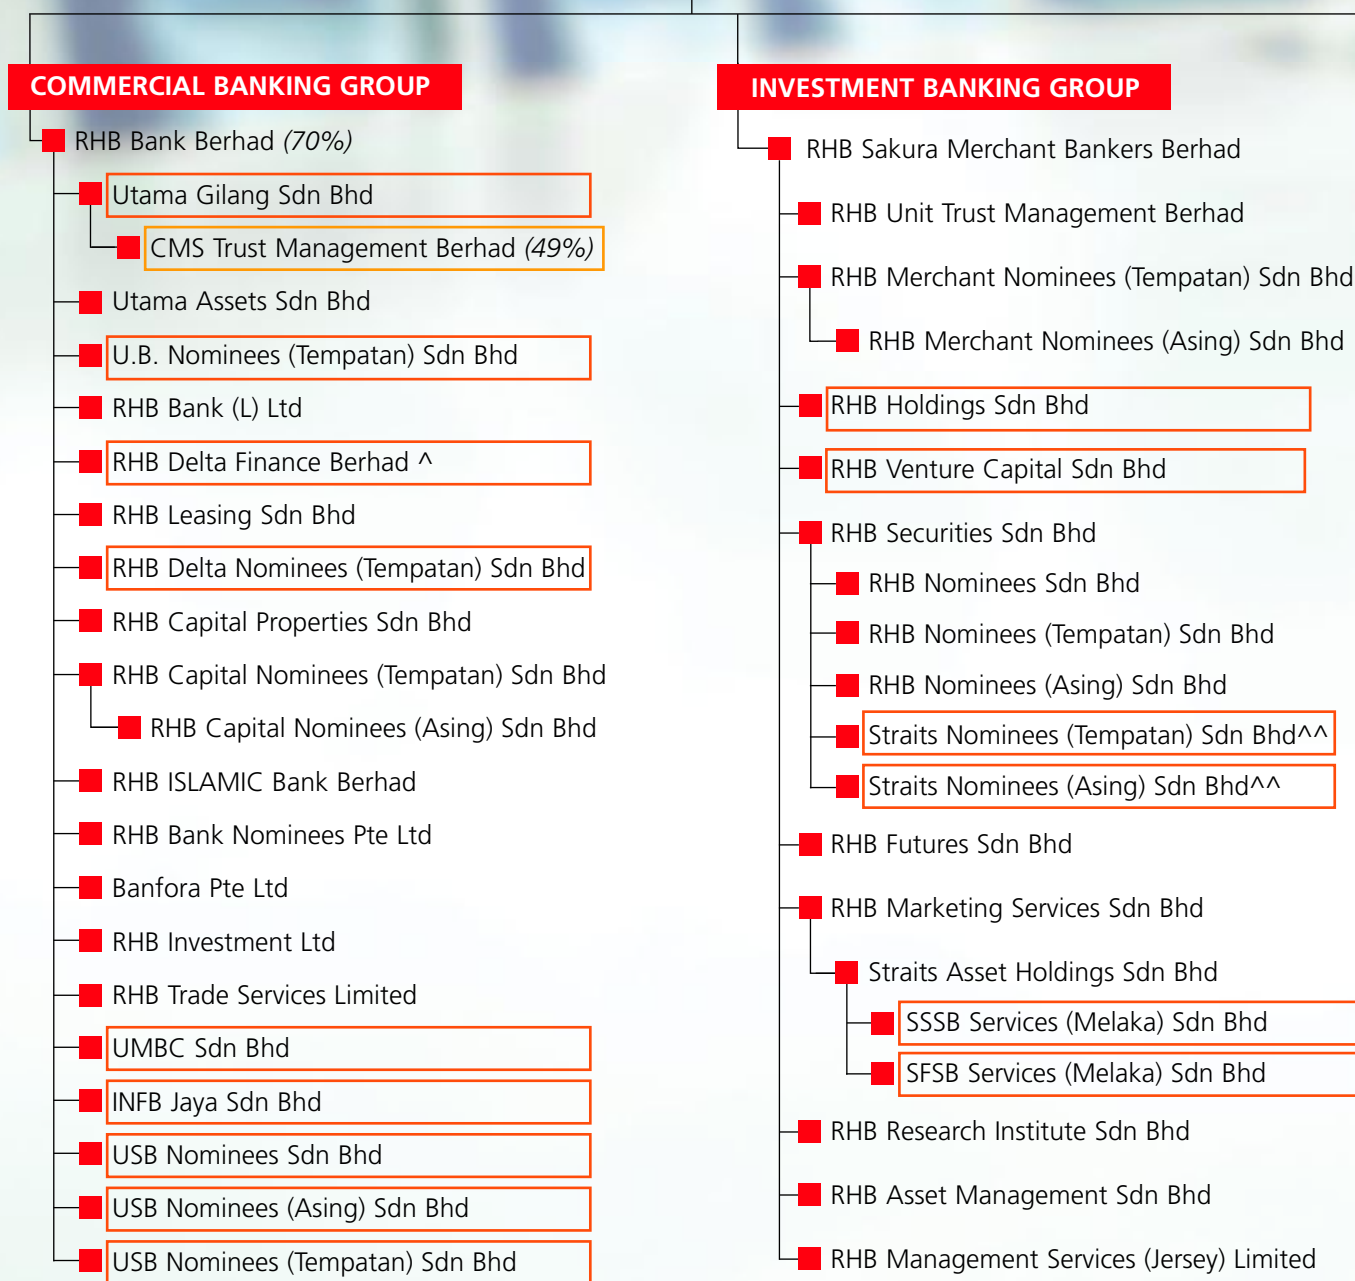 COMMERCIAL BANKING GROUP
RHB Bank Berhad (70%)
Utama Gilang Sdn Bhd
CMS Trust Management Berhad (49%)
Utama Assets Sdn Bhd
U.B. Nominees (Tempatan) Sdn Bhd
RHB Bank (L) Ltd
RHB Delta Finance Berhad ^
RHB Leasing Sdn Bhd
RHB Delta Nominees (Tempatan) Sdn Bhd
RHB Capital Properties Sdn Bhd
RHB Capital Nominees (Tempatan) Sdn Bhd
RHB Capital Nominees (Asing) Sdn Bhd
RHB ISLAMIC Bank Berhad
RHB Bank Nominees Pte Ltd
Banfora Pte Ltd
RHB Investment Ltd
RHB Trade Services Limited
UMBC Sdn Bhd
INFB Jaya Sdn Bhd
USB Nominees Sdn Bhd
USB Nominees (Asing) Sdn Bhd
USB Nominees (Tempatan) Sdn Bhd
INVESTMENT BANKING GROUP
RHB Sakura Merchant Bankers Berhad
RHB Unit Trust Management Berhad
RHB Merchant Nominees (Tempatan) Sdn Bhd
RHB Merchant Nominees (Asing) Sdn Bhd
RHB Holdings Sdn Bhd
RHB Venture Capital Sdn Bhd
RHB Securities Sdn Bhd
RHB Nominees Sdn Bhd
RHB Nominees (Tempatan) Sdn Bhd
RHB Nominees (Asing) Sdn Bhd
Straits Nominees (Tempatan) Sdn Bhd^^
Straits Nominees (Asing) Sdn Bhd^^
RHB Futures Sdn Bhd
RHB Marketing Services Sdn Bhd
Straits Asset Holdings Sdn Bhd
SSSB Services (Melaka) Sdn Bhd
SFSB Services (Melaka) Sdn Bhd
RHB Research Institute Sdn Bhd
RHB Asset Management Sdn Bhd
RHB Management Services (Jersey) Limited